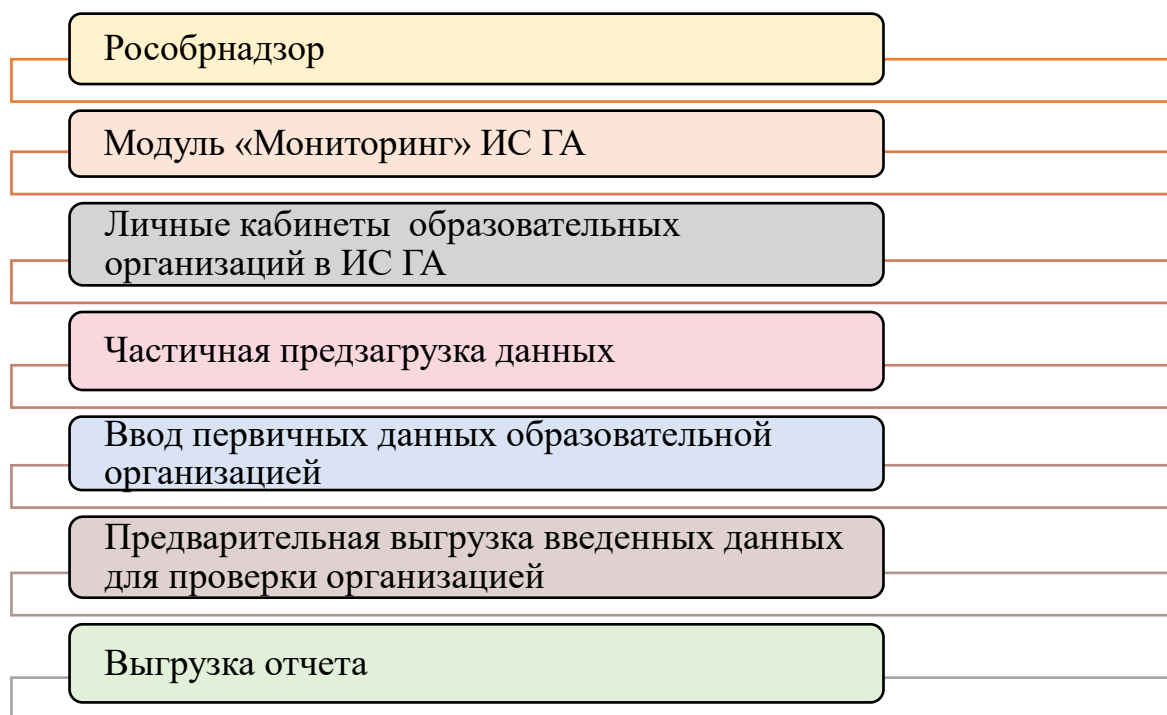 Рособрнадзор
Модуль «Мониторинг» ИС ГА
Личные кабинеты  образовательных
организаций в ИС ГА
Частичная предзагрузка данных
Ввод первичных данных образовательной
организацией
Предварительная выгрузка введенных данных
для проверки организацией
Выгрузка отчета